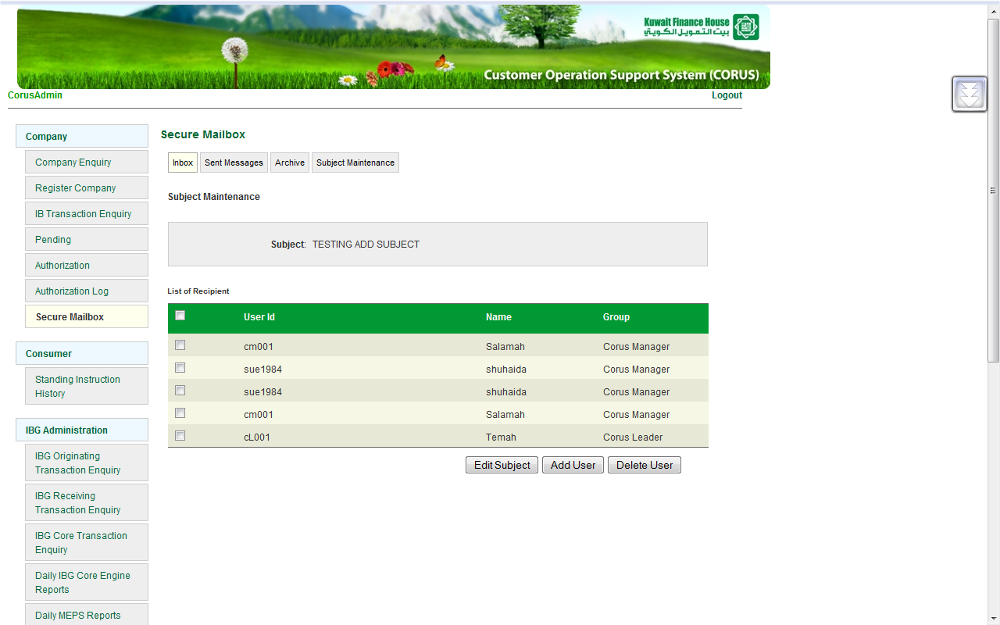 Kuwait Finance House
بيت التمويل الكويتي
Customer Operation Support System (CORUS)
CorusAdmin
Logout
Company
Company Enquiry
Register Company
IB Transaction Enquiry
Pending
Authorization
Authorization Log
Secure Mailbox
Consumer
Standing Instruction
History
IBG Administration
IBG Originating
Transaction Enquiry
IBG Receiving
Transaction Enquiry
IBG Core Transaction
Enquiry
Daily IBG Core Engine
Reports
Daily MEPS Reports
Secure Mailbox
Inbox Sent Messages Archive Subject Maintenance
Subject Maintenance
Subject: TESTING ADD SUBJECT
List of Recipient
User Id Name Group
cm001 Salamah Corus Manager
sue1984 shuhaida Corus Manager
sue1984 shuhaida Corus Manager
cm001 Salamah Corus Manager
cL001 Temah Corus Leader
Edit Subject Add User Delete User